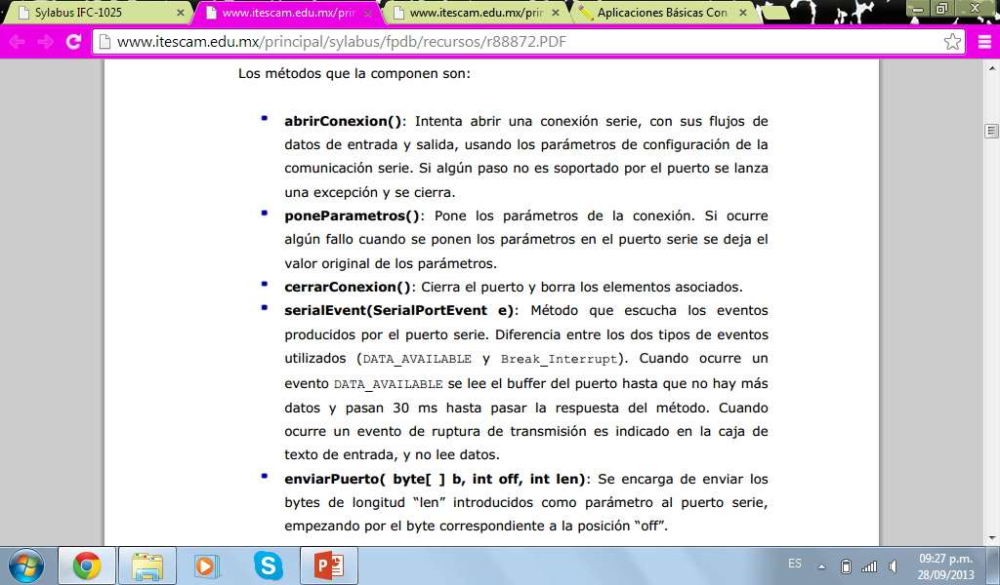 Sylabus IFC-1025
www.itescam.edu.mx/prir
www.itescam.edu.mx/prir
Aplicaciones Básicas Con
www.itescam.edu.mx/principal/sylabus/fpdb/recursos/r88872.PDF
Los métodos que la componen son:
abrirConexion(): Intenta abrir una conexión serie, con sus flujos de
datos de entrada y salida, usando los parámetros de configuración de la
comunicación serie. Si algún paso no es soportado por el puerto se lanza
una excepción y se cierra.
poneParametros(): Pone los parámetros de la conexión. Si ocurre
algún fallo cuando se ponen los parámetros en el puerto serie se deja el
valor original de los parámetros.
cerrarConexion(): Cierra el puerto y borra los elementos asociados.
serialEvent(SerialPortEvent e): Método que escucha los eventos
producidos por el puerto serie. Diferencia entre los dos tipos de eventos
utilizados (DATA_AVAILABLE y Break_Interrupt). Cuando ocurre un
evento DATA_AVAILABLE se lee el buffer del puerto hasta que no hay más
datos y pasan 30 ms hasta pasar la respuesta del método. Cuando
ocurre un evento de ruptura de transmisión es indicado en la caja de
texto de entrada, y no lee datos.
enviarPuerto( byte[ ] b, int off, int len): Se encarga de enviar los
bytes de longitud “len” introducidos como parámetro al puerto serie,
empezando por el byte correspondiente a la posición “off”.
ES
09:27 p.m.
28/09/2013